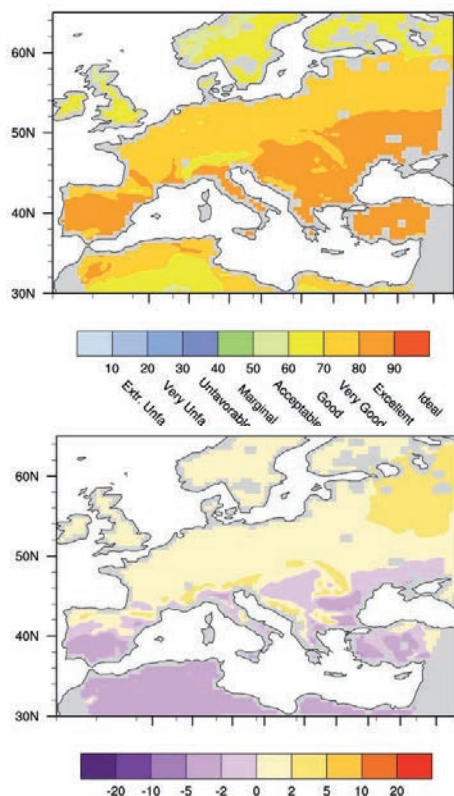 60N
50N
40N
30N
10 20 30 40 50 60 70 80 90
Extr. Unfa Very Unfa Unfavorable Marginal Acceptable Good Very Good Excellent Ideal
60N
50N
40N
30N
-20 -10 -5 -2 0 2 5 10 20